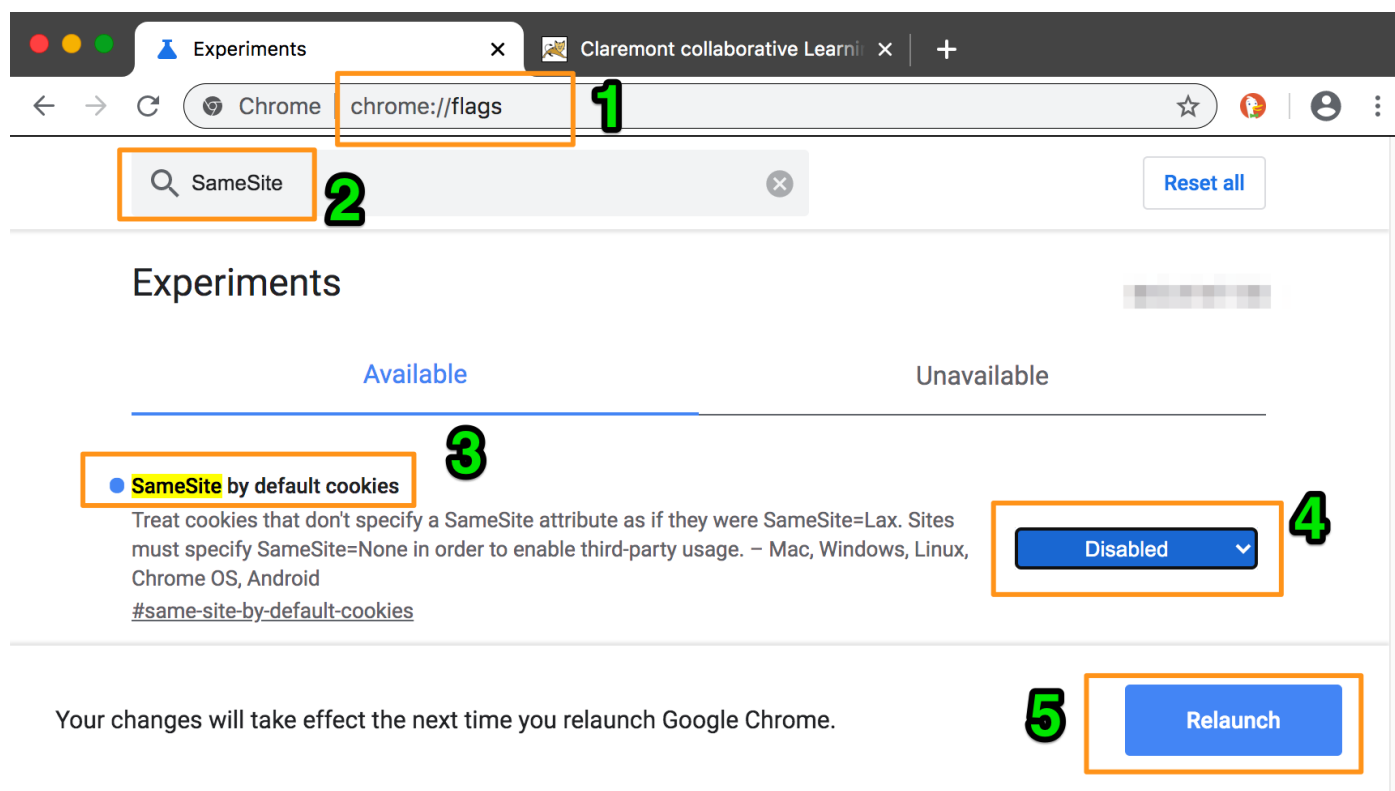 Experiments
Claremont collaborative Learni
Chrome chrome://flags
1
SameSite
2
Reset all
Experiments
Available
Unavailable
3
SameSite by default cookies
Treat cookies that don't specify a SameSite attribute as if they were SameSite=Lax. Sites
must specify SameSite=None in order to enable third-party usage. – Mac, Windows, Linux,
Chrome OS, Android
#same-site-by-default-cookies
Disabled
4
Your changes will take effect the next time you relaunch Google Chrome.
5
Relaunch